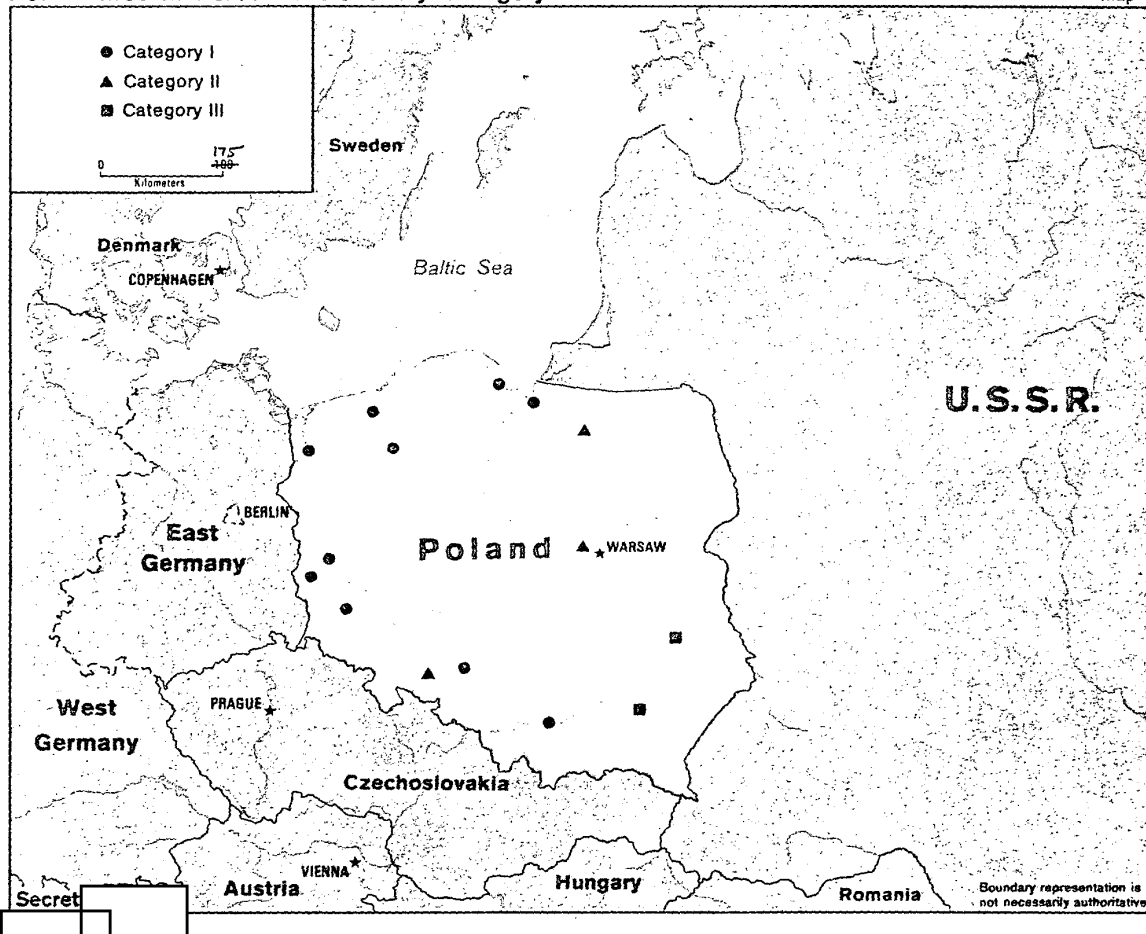 Category I
Category II
Category III
175
0 100
Kilometers
Sweden
Denmark
COPENHAGEN
Baltic Sea
U.S.S.R.
BERLIN
East
Germany
Poland
WARSAW
West
Germany
PRAGUE
Czechoslovakia
VIENNA
Austria
Hungary
Romania
Secret
Boundary representation is
not necessarily authoritative